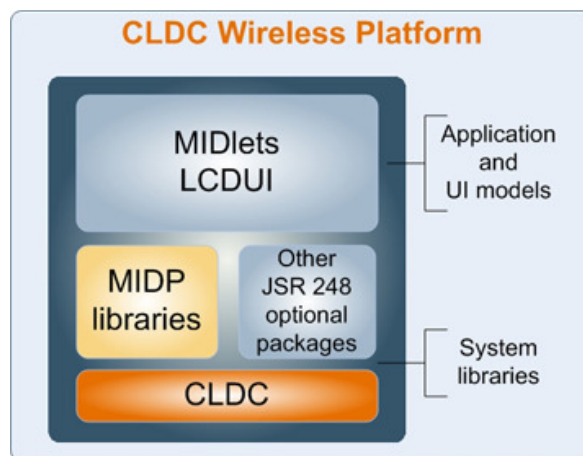 CLDC Wireless Platform
MIDlets
LCDUI
Application
and
UI models
MIDP
libraries
Other
JSR 248
optional
packages
System
libraries
CLDC